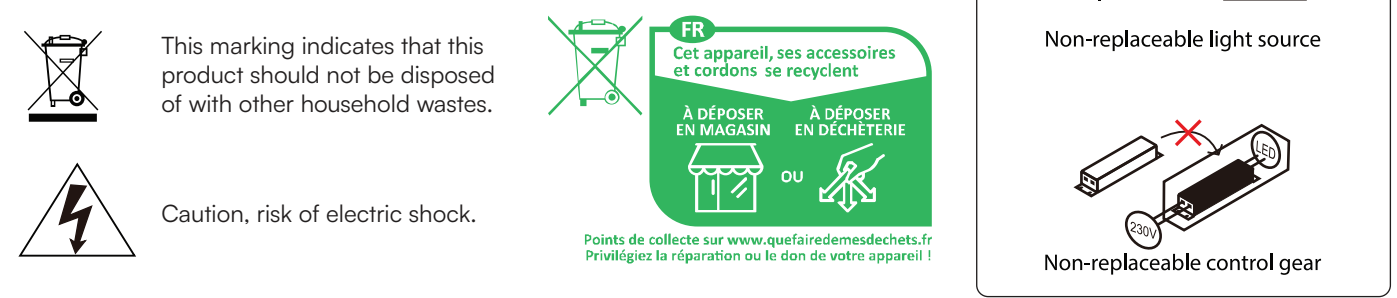 This marking indicates that this
product should not be disposed
of with other household wastes.
Caution, risk of electric shock.
FR
Cet appareil, ses accessoires
et cordons se recyclent
À DÉPOSER
EN MAGASIN
OU
À DÉPOSER
EN DÉCHÈTERIE
Points de collecte sur www.quefairedemesdechets.fr
Privilégiez la réparation ou le don de votre appareil !
Non-replaceable light source
LED
230V
Non-replaceable control gear